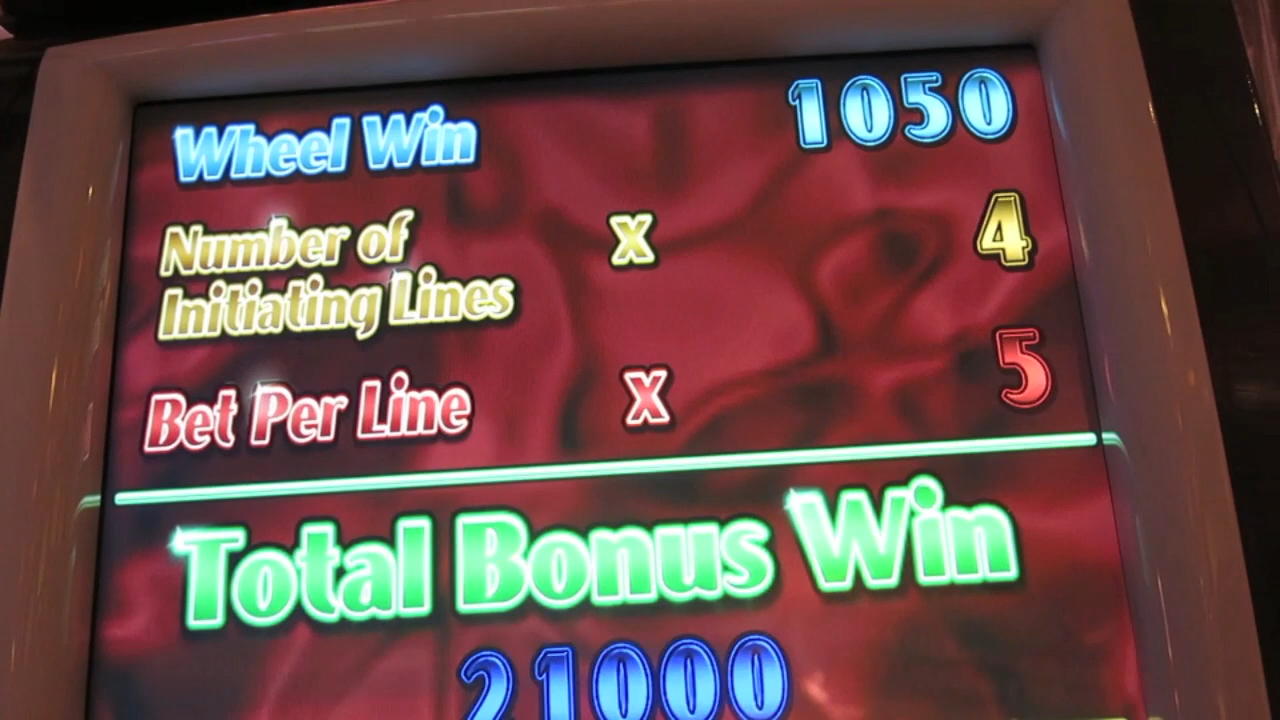 Wheel Win 1050
Number of
Initiating Lines X 4
Bet Per Line X 5
Total Bonus Win
21000